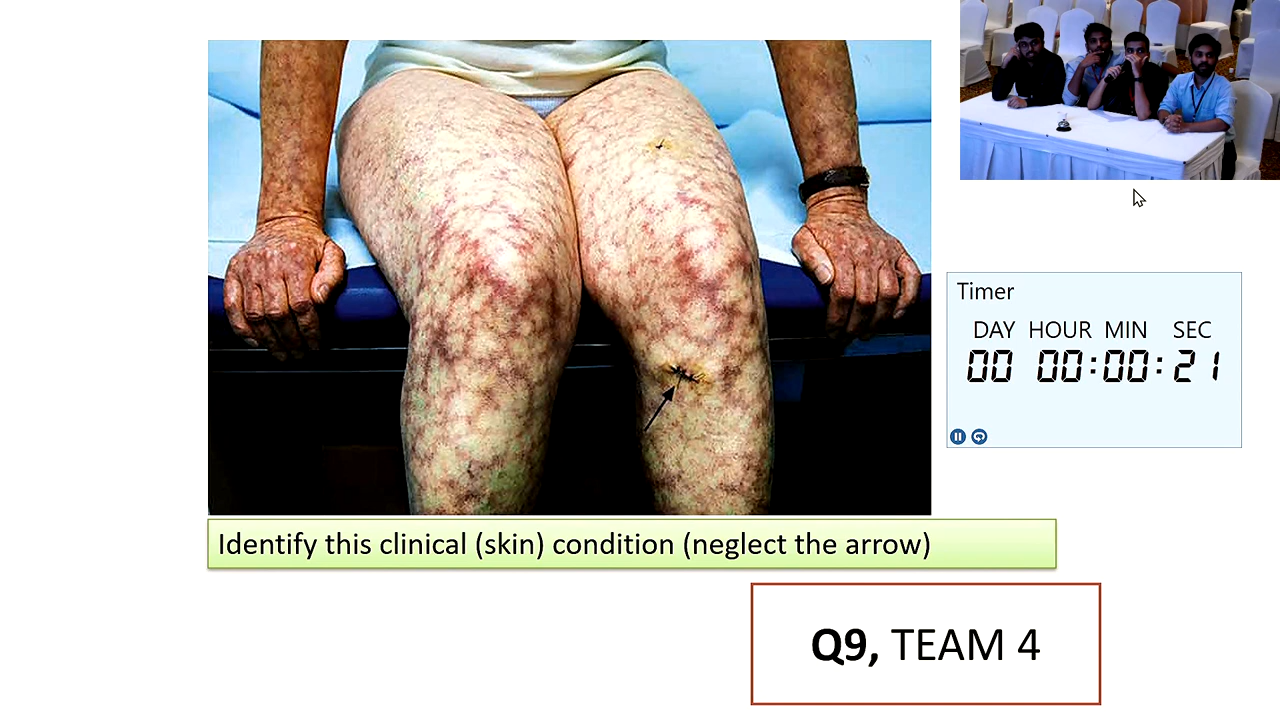 Timer
DAY HOUR MIN SEC
00 00:00:21
Identify this clinical (skin) condition (neglect the arrow)
Q9, TEAM 4